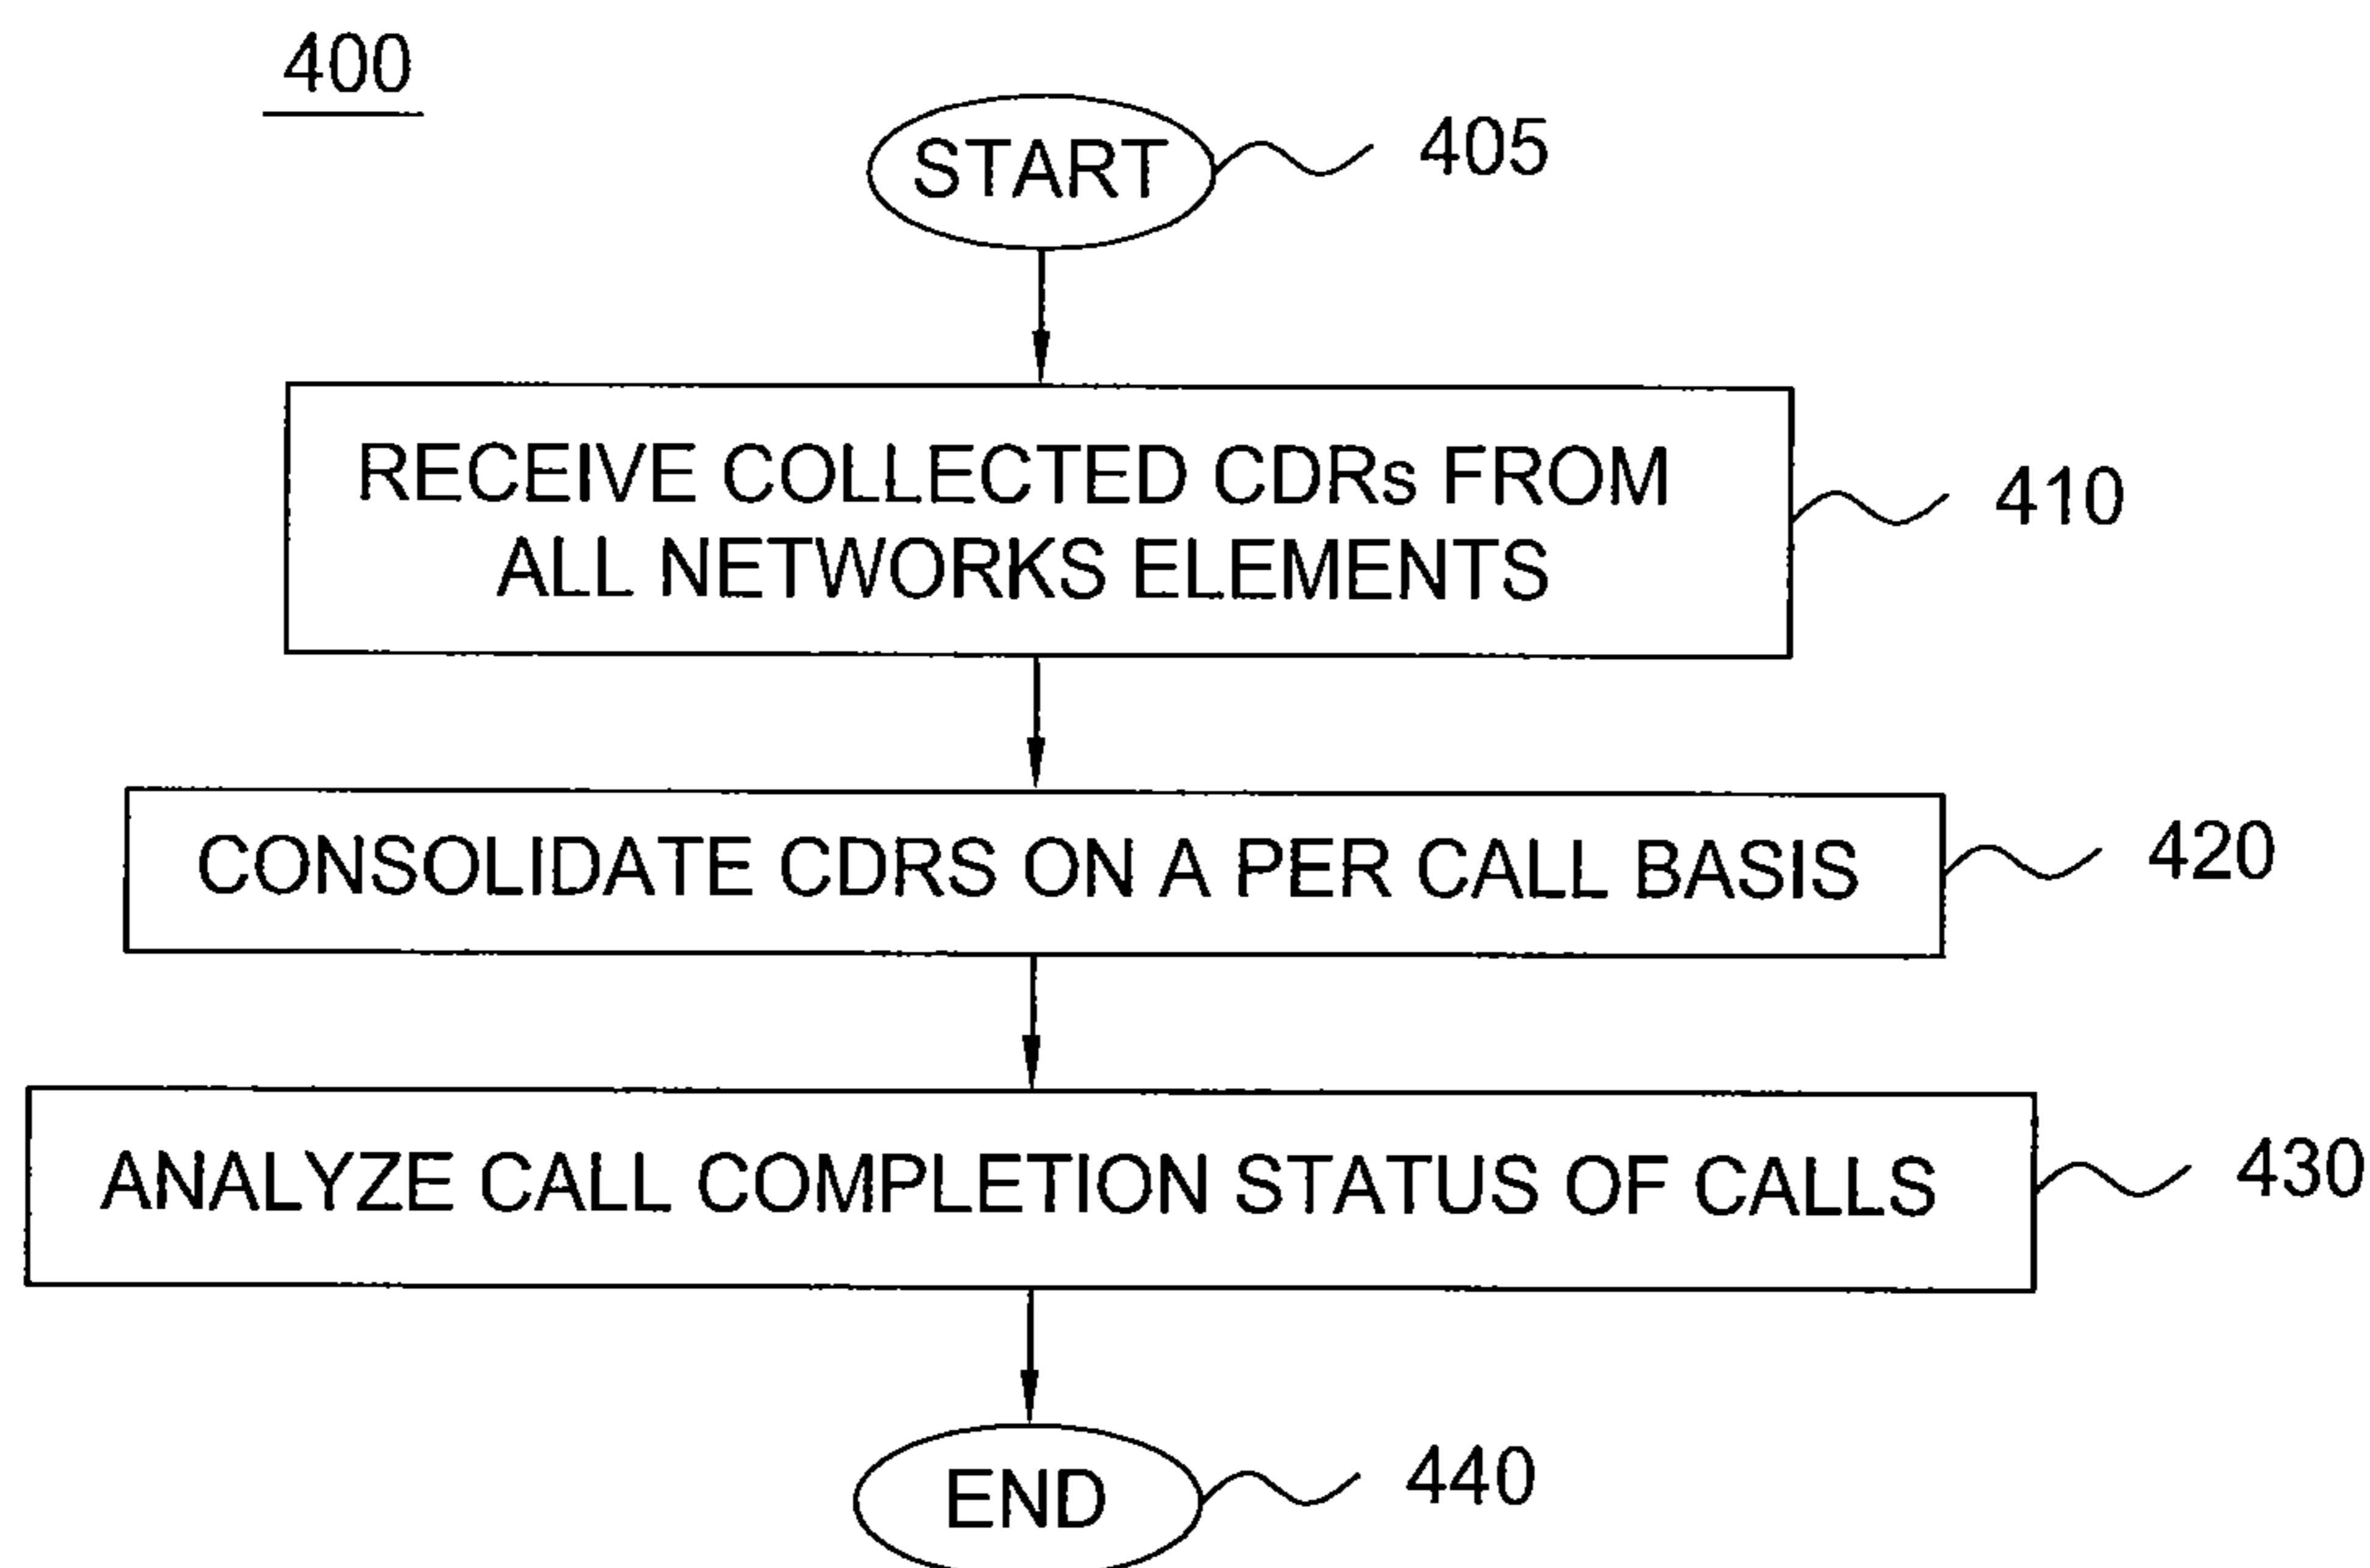 400
START
405
RECEIVE COLLECTED CDRs FROM
ALL NETWORKS ELEMENTS
410
CONSOLIDATE CDRS ON A PER CALL BASIS
420
ANALYZE CALL COMPLETION STATUS OF CALLS
430
END
440